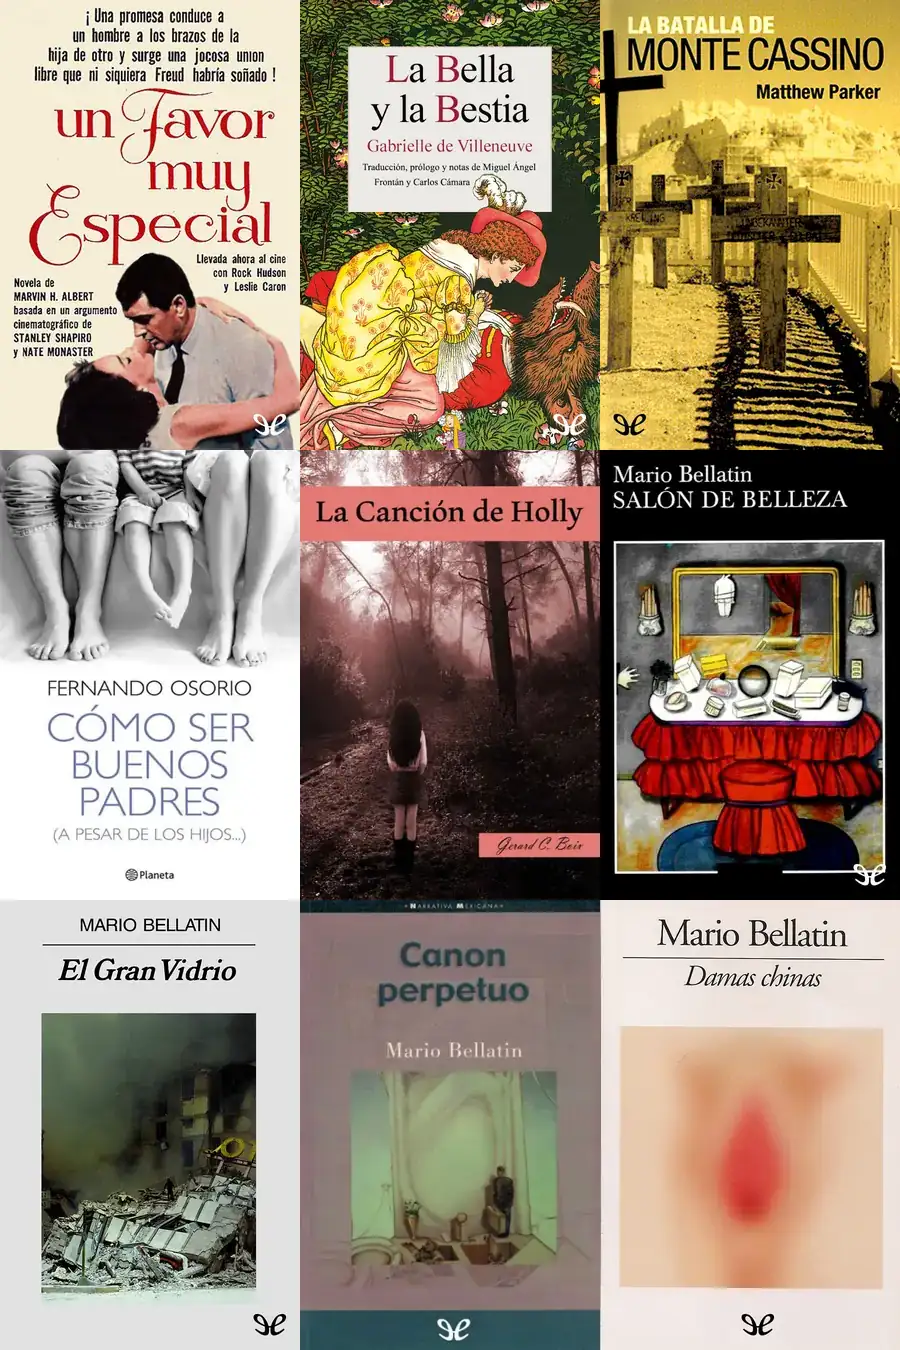 ¡ Una promesa conduce a
un hombre a los brazos de la
hija de otro y surge una jocosa union
libre que ni siquiera Freud habría soñado !
un Favor
muy
Especial
Llevada ahora al cine
con Rock Hudson
y Leslie Caron
Novela de
MARVIN H. ALBERT
basada en un argumento
cinematográfico de
STANLEY SHAPIRO
y NATE MONASTER
La Bella
y la Bestia
Gabrielle de Villeneuve
Traducción, prólogo y notas de Miguel Ángel
Frontán y Carlos Cámara
LA BATALLA DE
MONTE CASSINO
Matthew Parker
FERNANDO OSORIO
CÓMO SER
BUENOS
PADRES
(A PESAR DE LOS HIJOS...)
Planeta
La Canción de Holly
Gerard C. Boix
Mario Bellatin
SALÓN DE BELLEZA
MARIO BELLATIN
El Gran Vidrio
NARRATIVA MEXICANA
Canon
perpetuo
Mario Bellatin
Mario Bellatin
Damas chinas